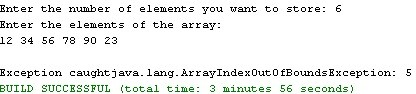 Enter the number of elements you want to store: 6
Enter the elements of the array:
12 34 56 78 90 23
Exception caughtjava.lang.ArrayIndexOutOfBoundsException: 5
BUILD SUCCESSFUL (total time: 3 minutes 56 seconds)